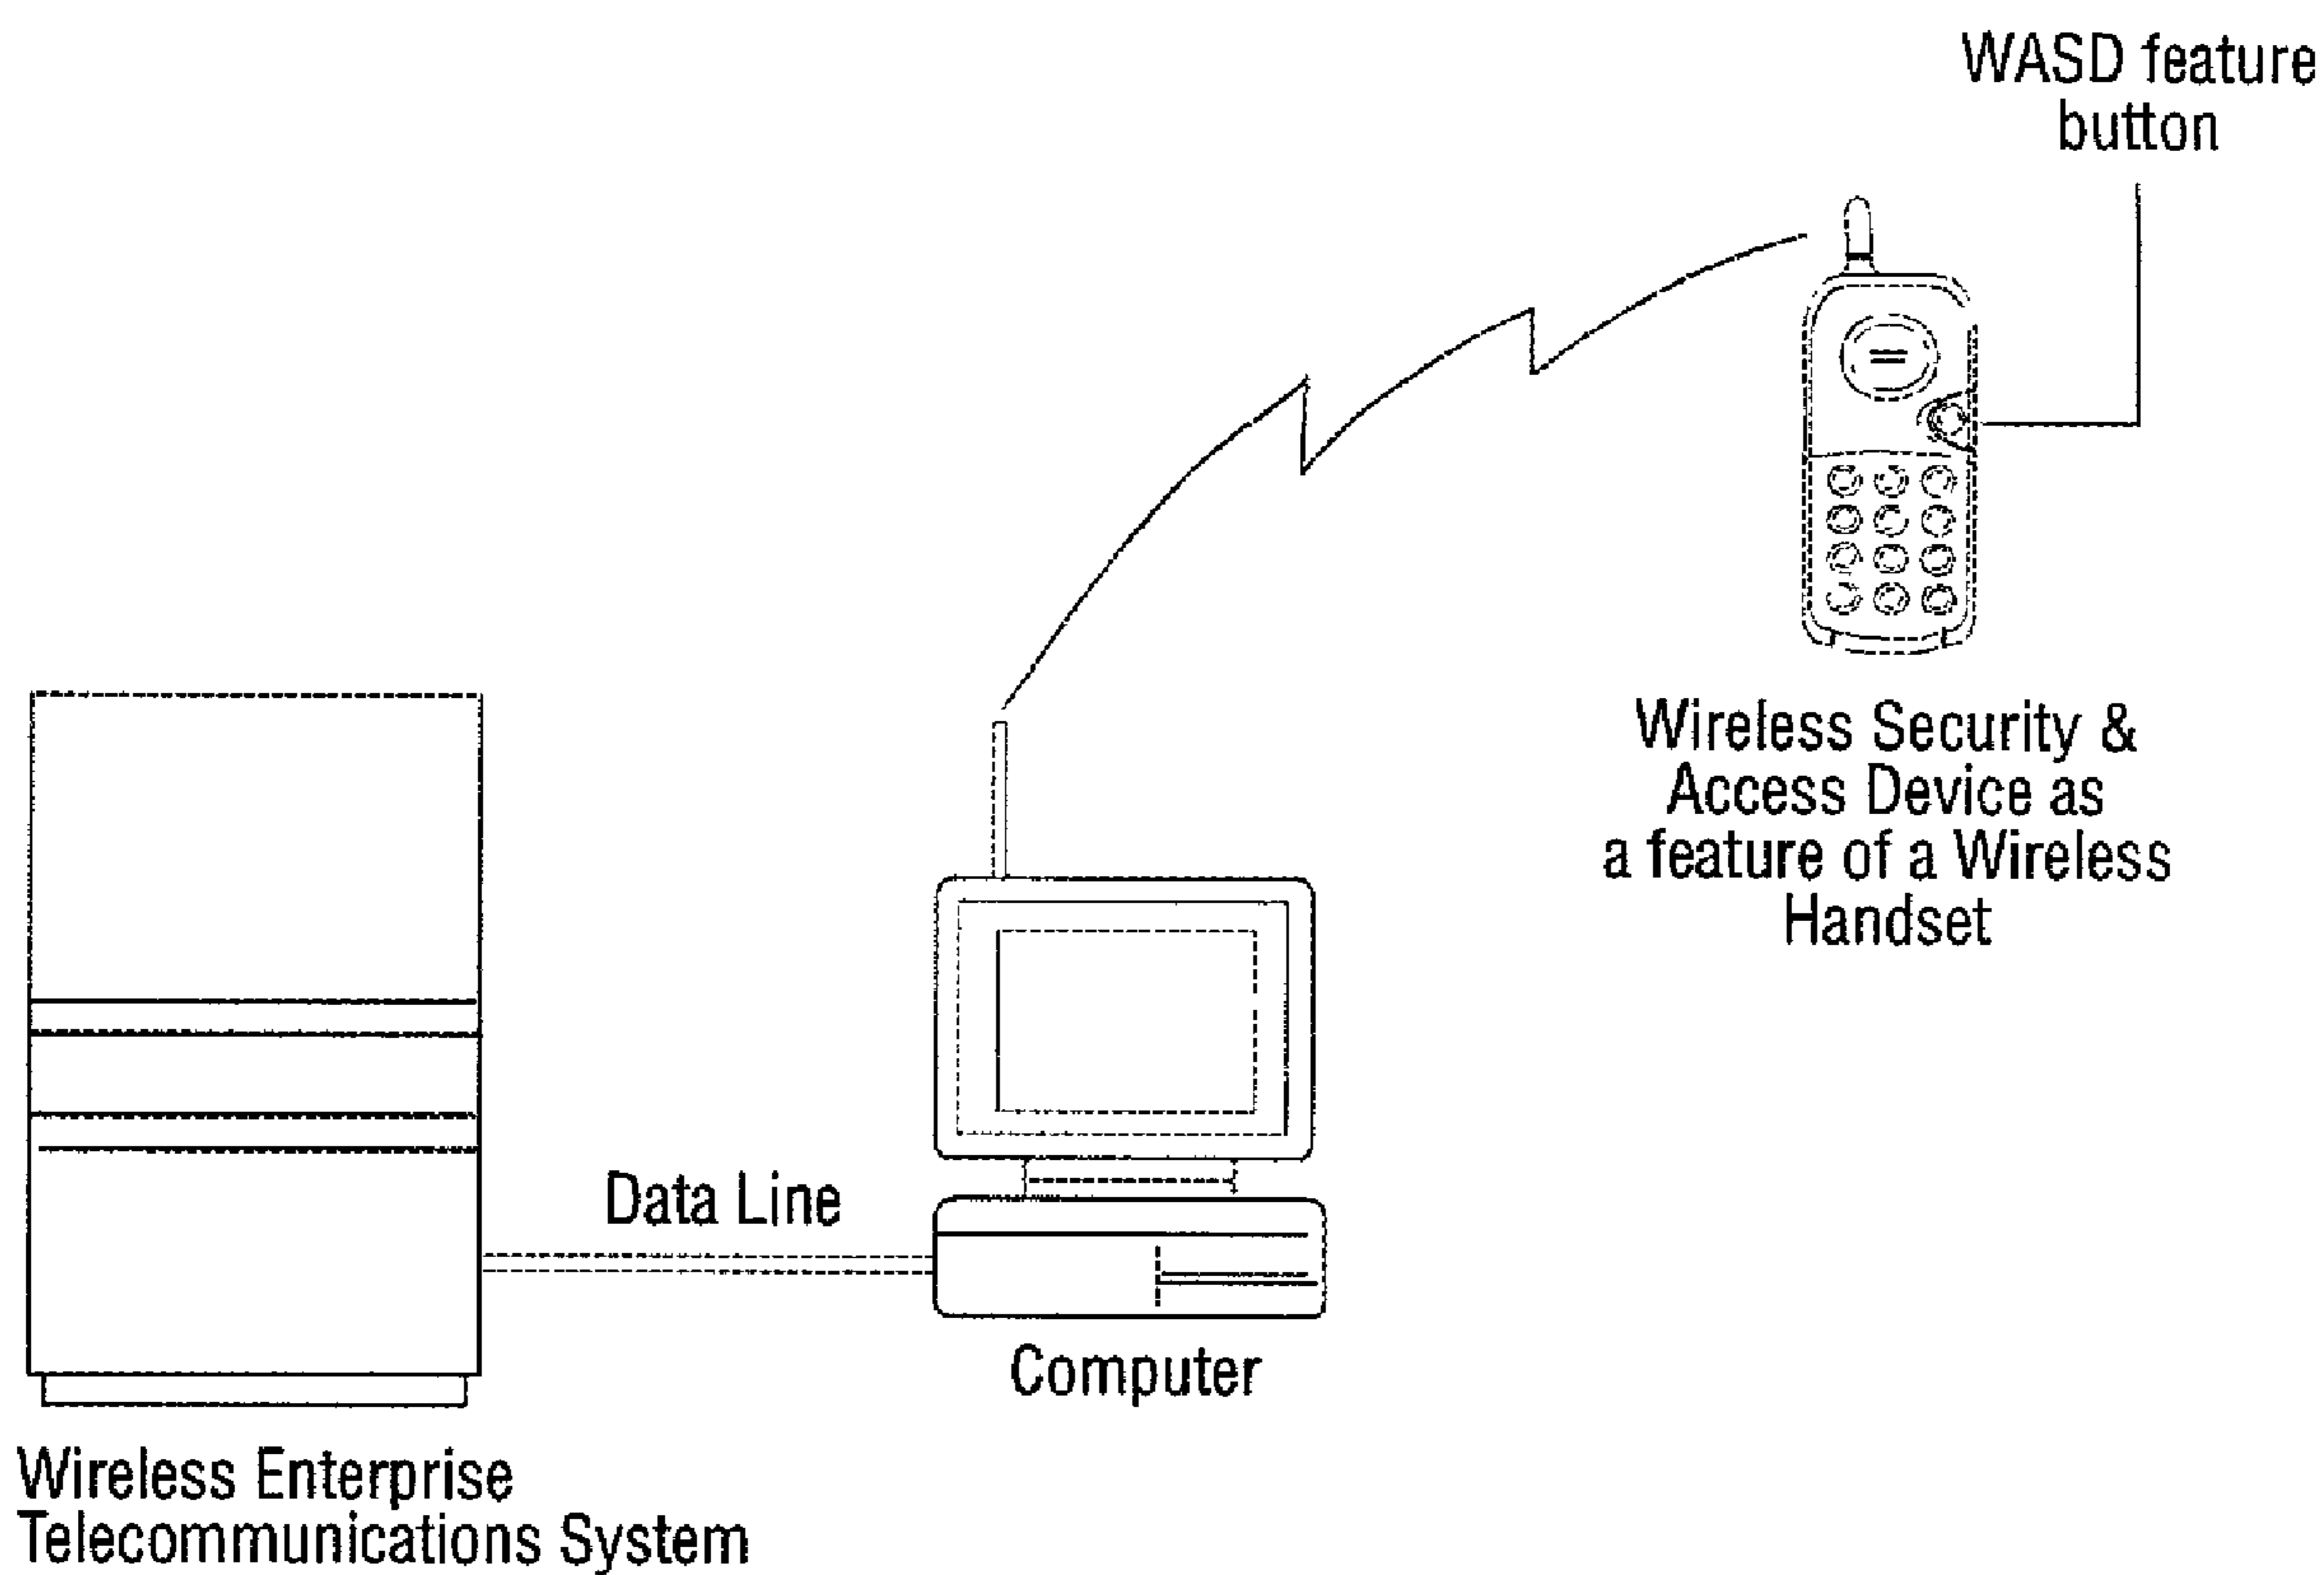 WASD feature
button
Wireless Security &
Access Device as
a feature of a Wireless
Handset
Data Line
Computer
Wireless Enterprise
Telecommunications System